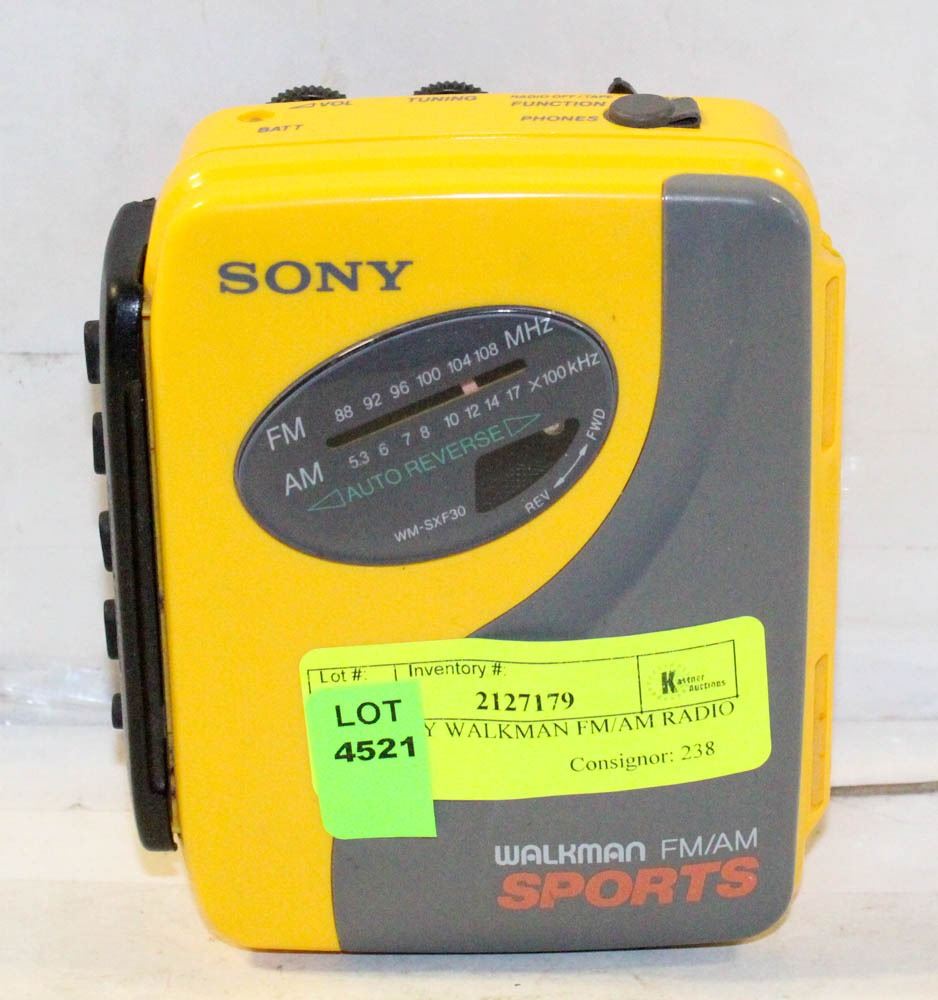 VOL
TUNING
RADIO OFF/TAPE
FUNCTION
BATT
PHONES
SONY
MHz
88 92 96 100 104 108
FM
×100kHz
5.3 6 7 8 10 12 14 17
AM
AUTO REVERSE
FWD
REV
WM-SXF30
Lot #: Inventory #:
2127179
Kastner Auctions
LOT
4521
Y WALKMAN FM/AM RADIO
Consignor: 238
WALKMAN FM/AM
SPORTS